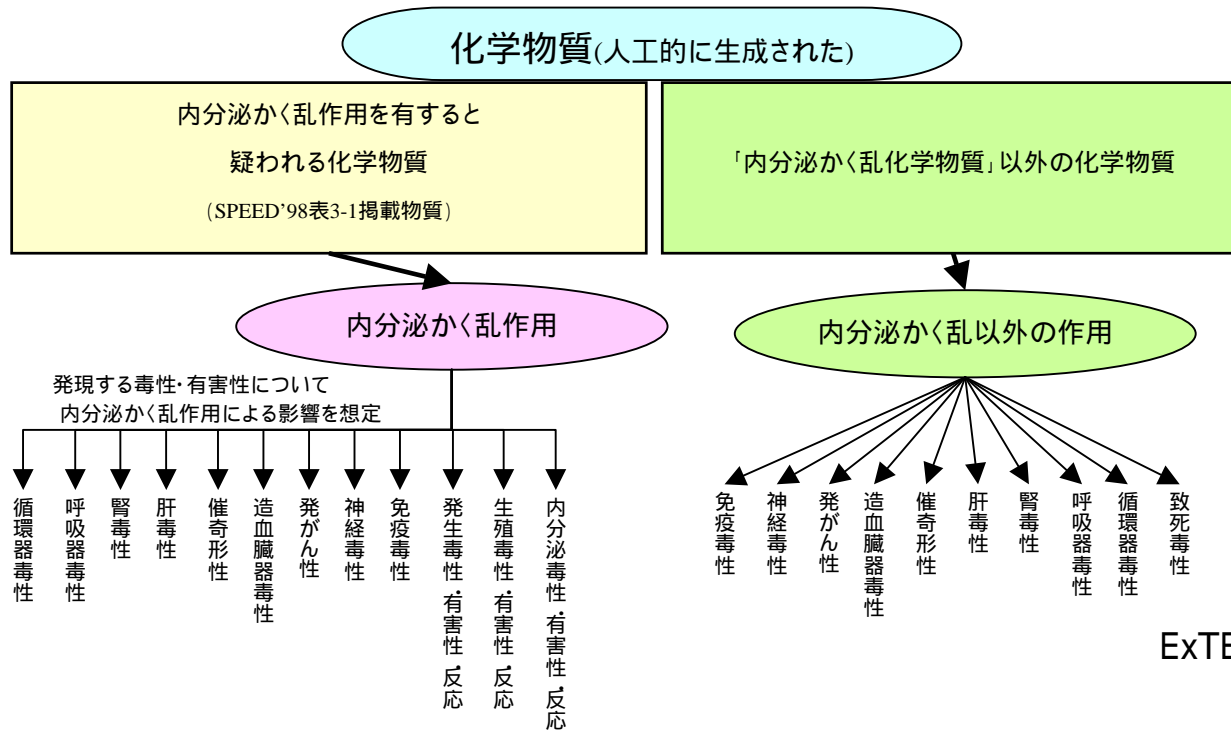 化学物質(人工的に生成された)
内分泌かく乱作用を有すると
疑われる化学物質
(SPEED'98表3-1掲載物質)
「内分泌かく乱化学物質」以外の化学物質
内分泌かく乱作用
内分泌かく乱以外の作用
発現する毒性・有害性について
内分泌かく乱作用による影響を想定
循環器毒性
呼吸器毒性
腎毒性
肝毒性
催奇形性
造血臓器毒性
発がん性
神経毒性
免疫毒性
発生毒性・有害性・反応
生殖毒性・有害性・反応
内分泌毒性・有害性・反応
免疫毒性
神経毒性
発がん性
造血臓器毒性
催奇形性
肝毒性
腎毒性
呼吸器毒性
循環器毒性
致死毒性
ExTE